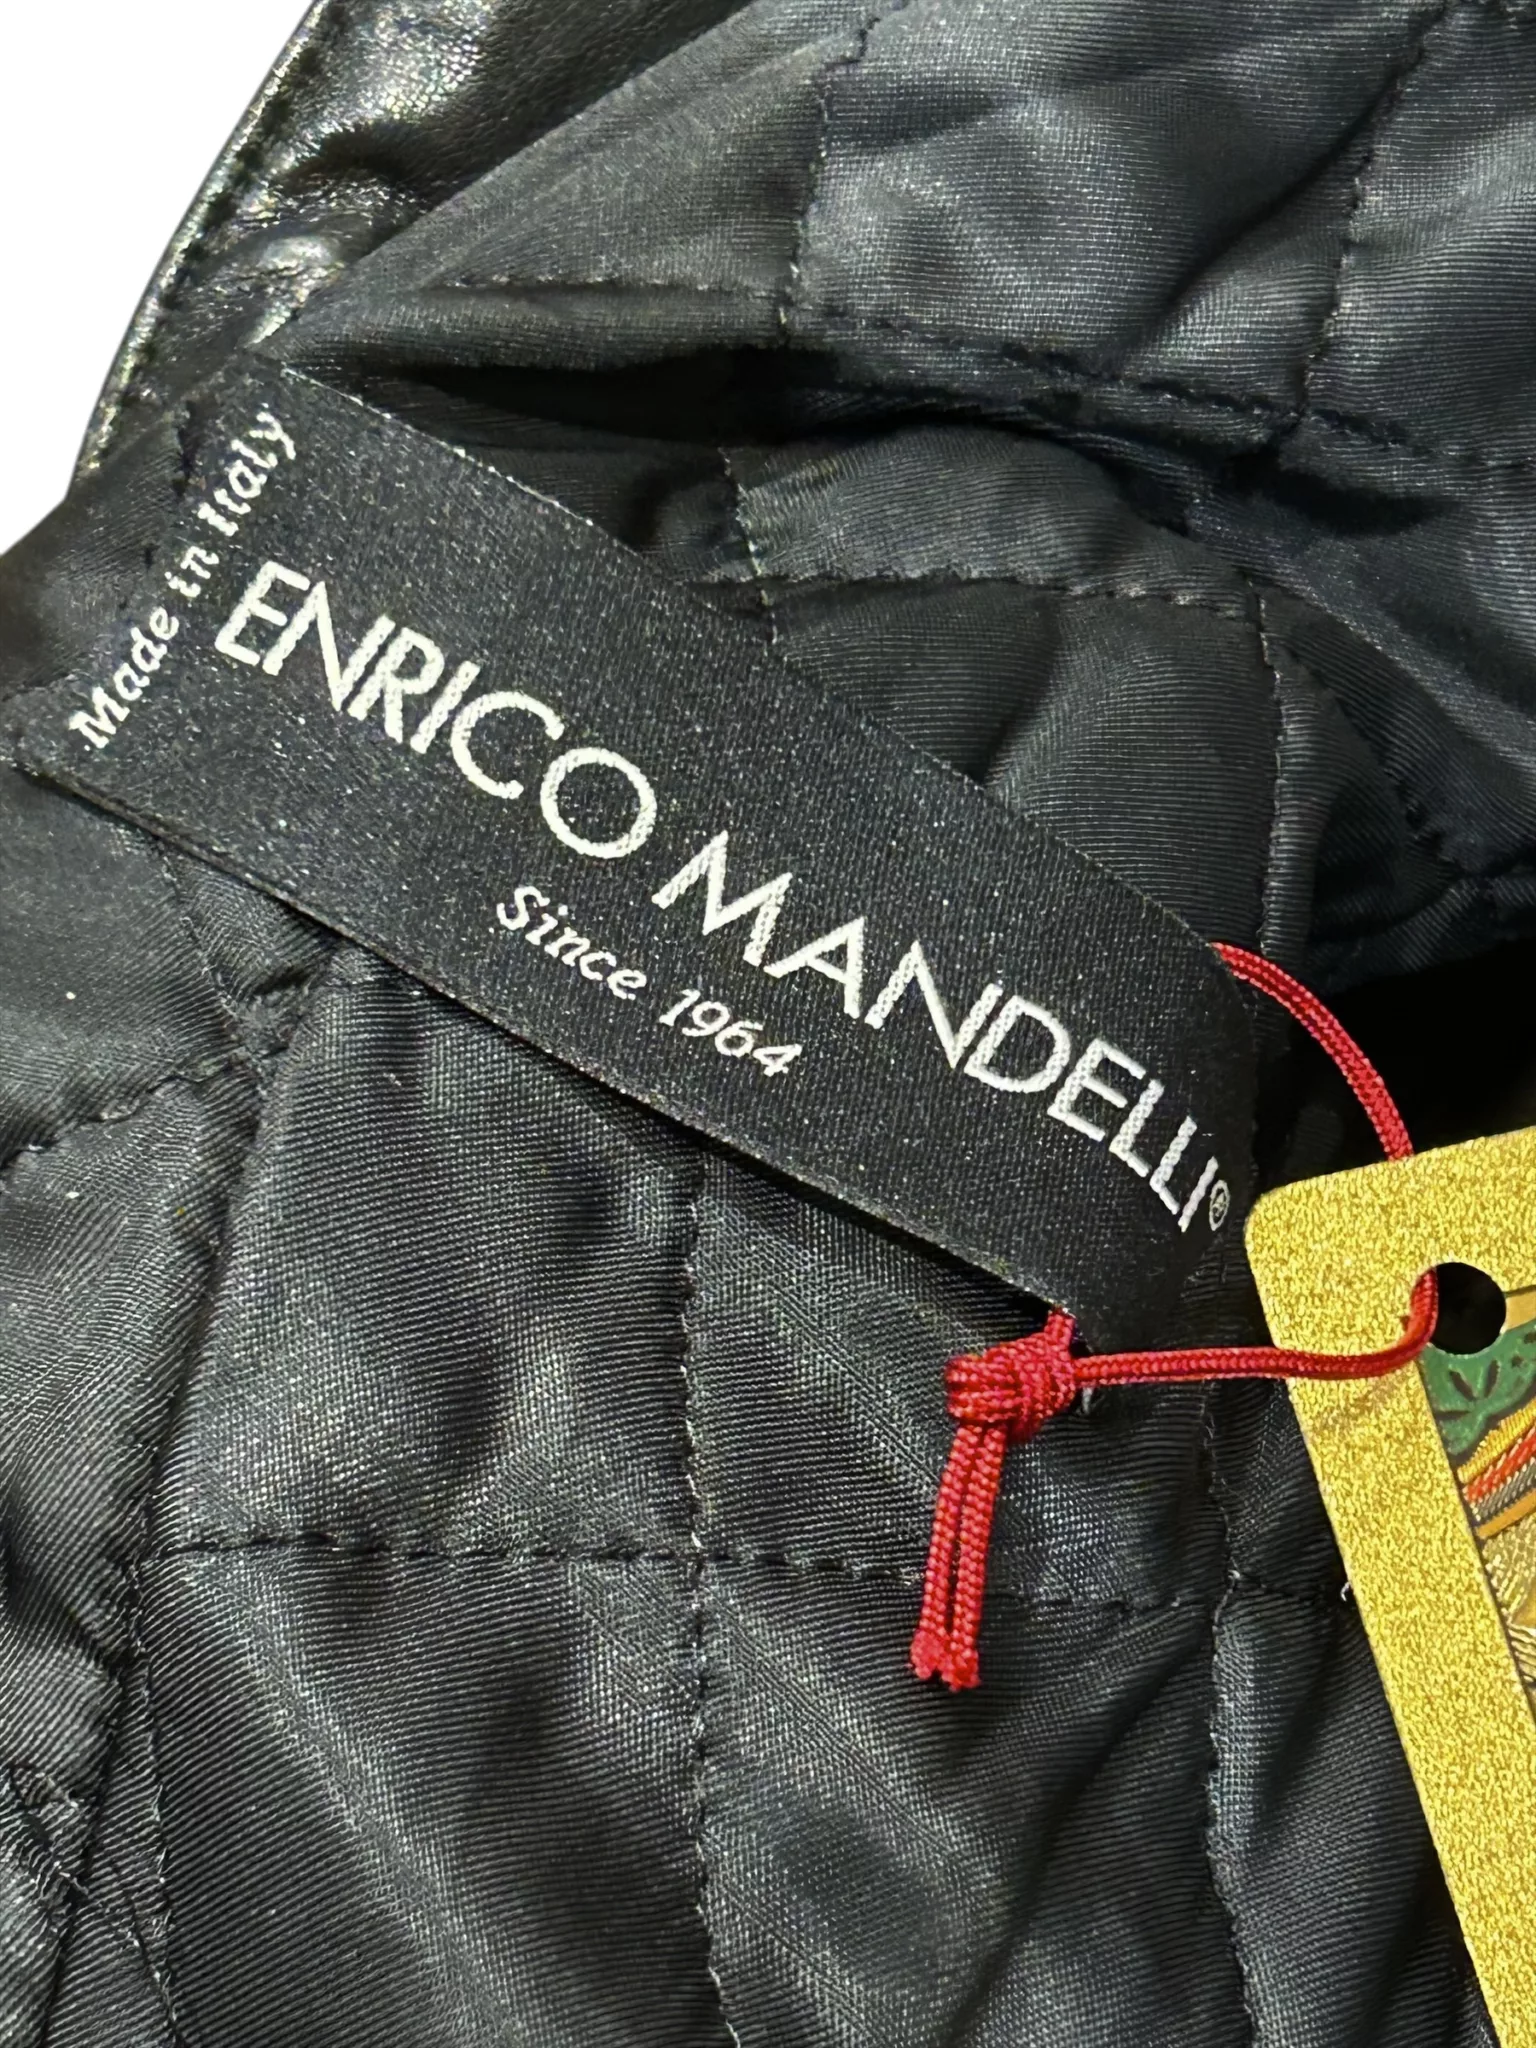 Made in Italy
ENRICO MANDELLI®
Since 1964